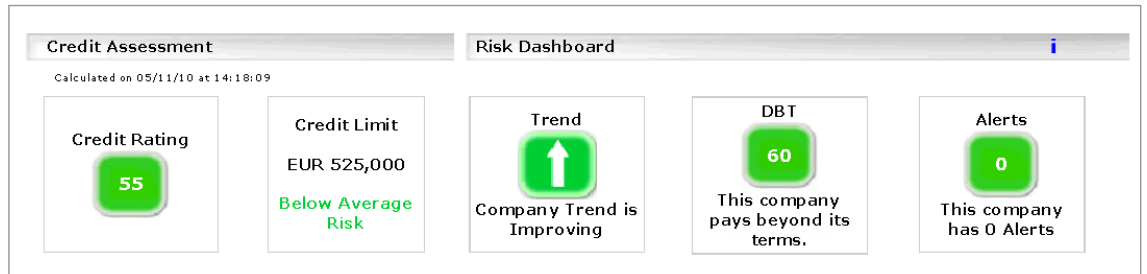 Credit Assessment
Risk Dashboard
i
Calculated on 05/11/10 at 14:18:09
Credit Rating
55
Credit Limit
EUR 525,000
Below Average
Risk
Trend
Company Trend is
Improving
DBT
60
This company
pays beyond its
terms.
Alerts
0
This company
has 0 Alerts